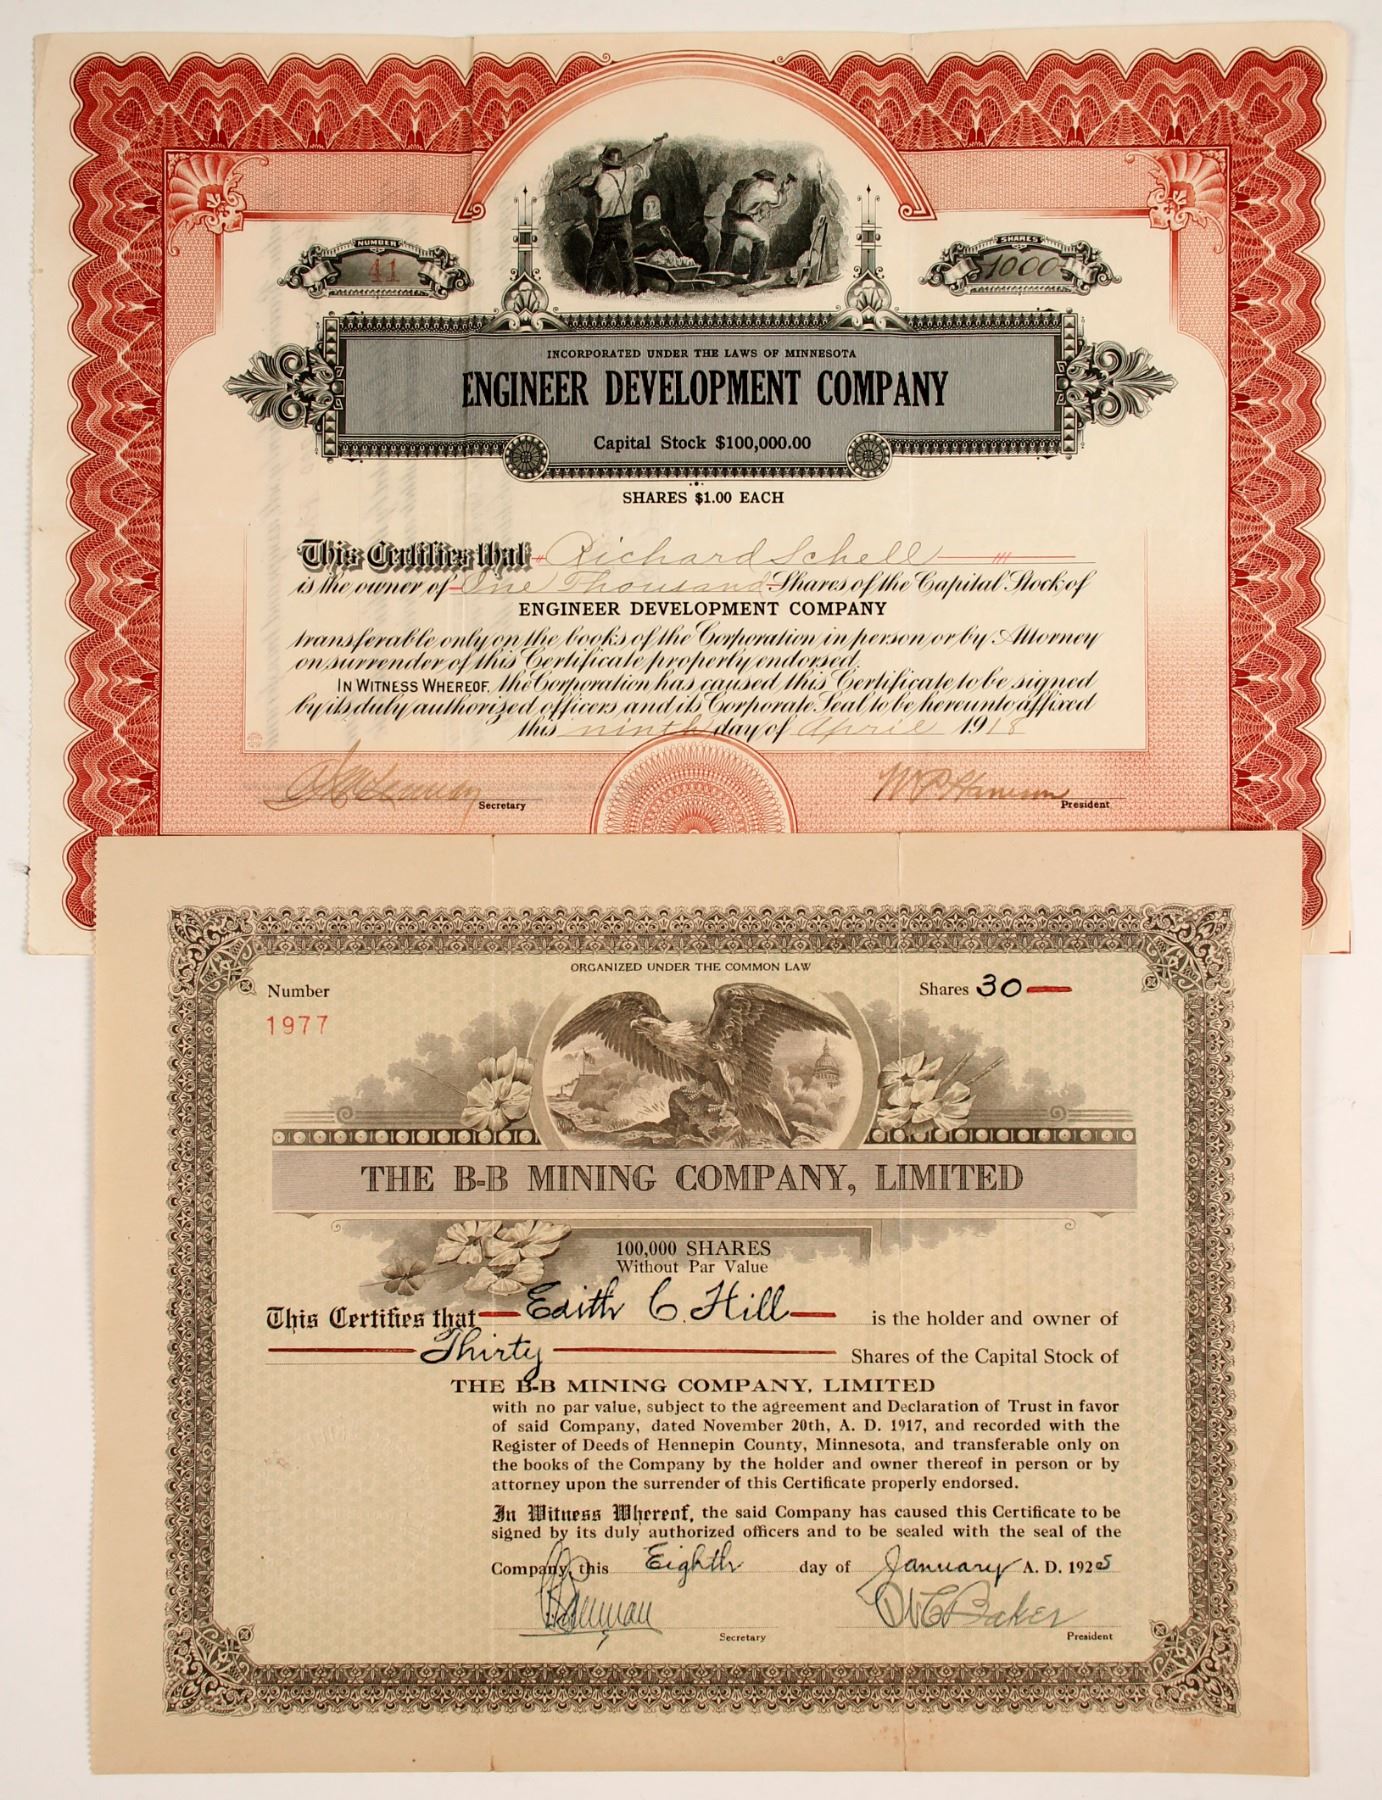 NUMBER
41
SHARES
1000
INCORPORATED UNDER THE LAWS OF MINNESOTA
ENGINEER DEVELOPMENT COMPANY
Capital Stock $100,000.00
SHARES $1.00 EACH
This Certifies that Richard Schell
is the owner of One Thousand Shares of the Capital Stock of
ENGINEER DEVELOPMENT COMPANY
transferable only on the books of the Corporation in person or by Attorney
on surrender of this Certificate properly endorsed.
IN WITNESS WHEREOF, the Corporation has caused this Certificate to be signed
by its duly authorized officers and its Corporate Seal to be hereunto affixed
this ninth day of April 1918
Secretary
President
ORGANIZED UNDER THE COMMON LAW
Number
1977
Shares 30
THE B-B MINING COMPANY, LIMITED
100,000 SHARES
Without Par Value
This Certifies that Edith C. Hill is the holder and owner of
Thirty Shares of the Capital Stock of
THE B-B MINING COMPANY, LIMITED
with no par value, subject to the agreement and Declaration of Trust in favor
of said Company, dated November 20th, A. D. 1917, and recorded with the
Register of Deeds of Hennepin County, Minnesota, and transferable only on
the books of the Company by the holder and owner thereof in person or by
attorney upon the surrender of this Certificate properly endorsed.
In Witness Whereof, the said Company has caused this Certificate to be
signed by its duly authorized officers and to be sealed with the seal of the
Company, this Eighth day of January A. D. 1925
Baker
Secretary
President